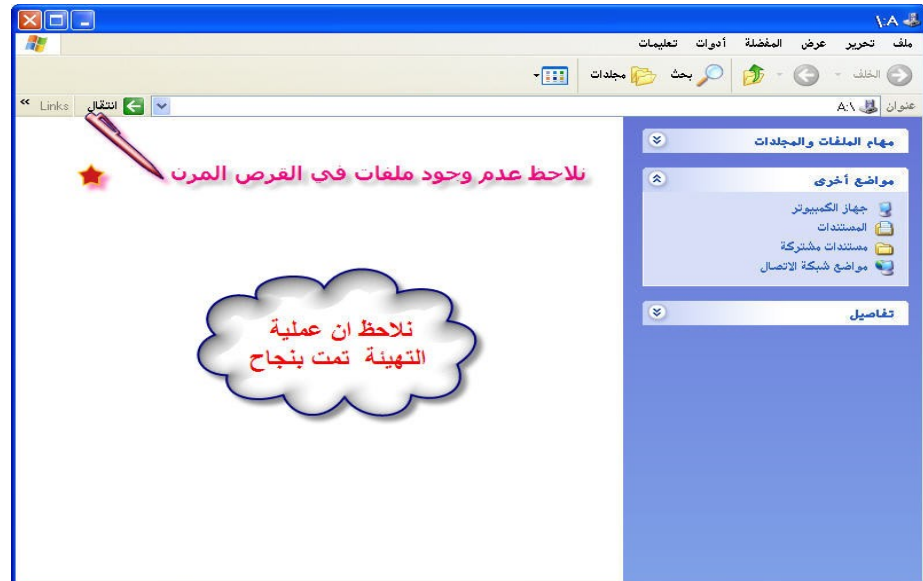 A:\
ملف تحرير عرض المفضلة أدوات تعليمات
الخلف بحث مجلدات
عنوان A:\ انتقال Links »
مهام الملفات والمجلدات
مواضع أخرى
جهاز الكمبيوتر
المستندات
مستندات مشتركة
مواضع شبكة الاتصال
تفاصيل
نلاحظ عدم وجود ملفات في القرص المرن
نلاحظ ان عملية
التهيئة تمت بنجاح